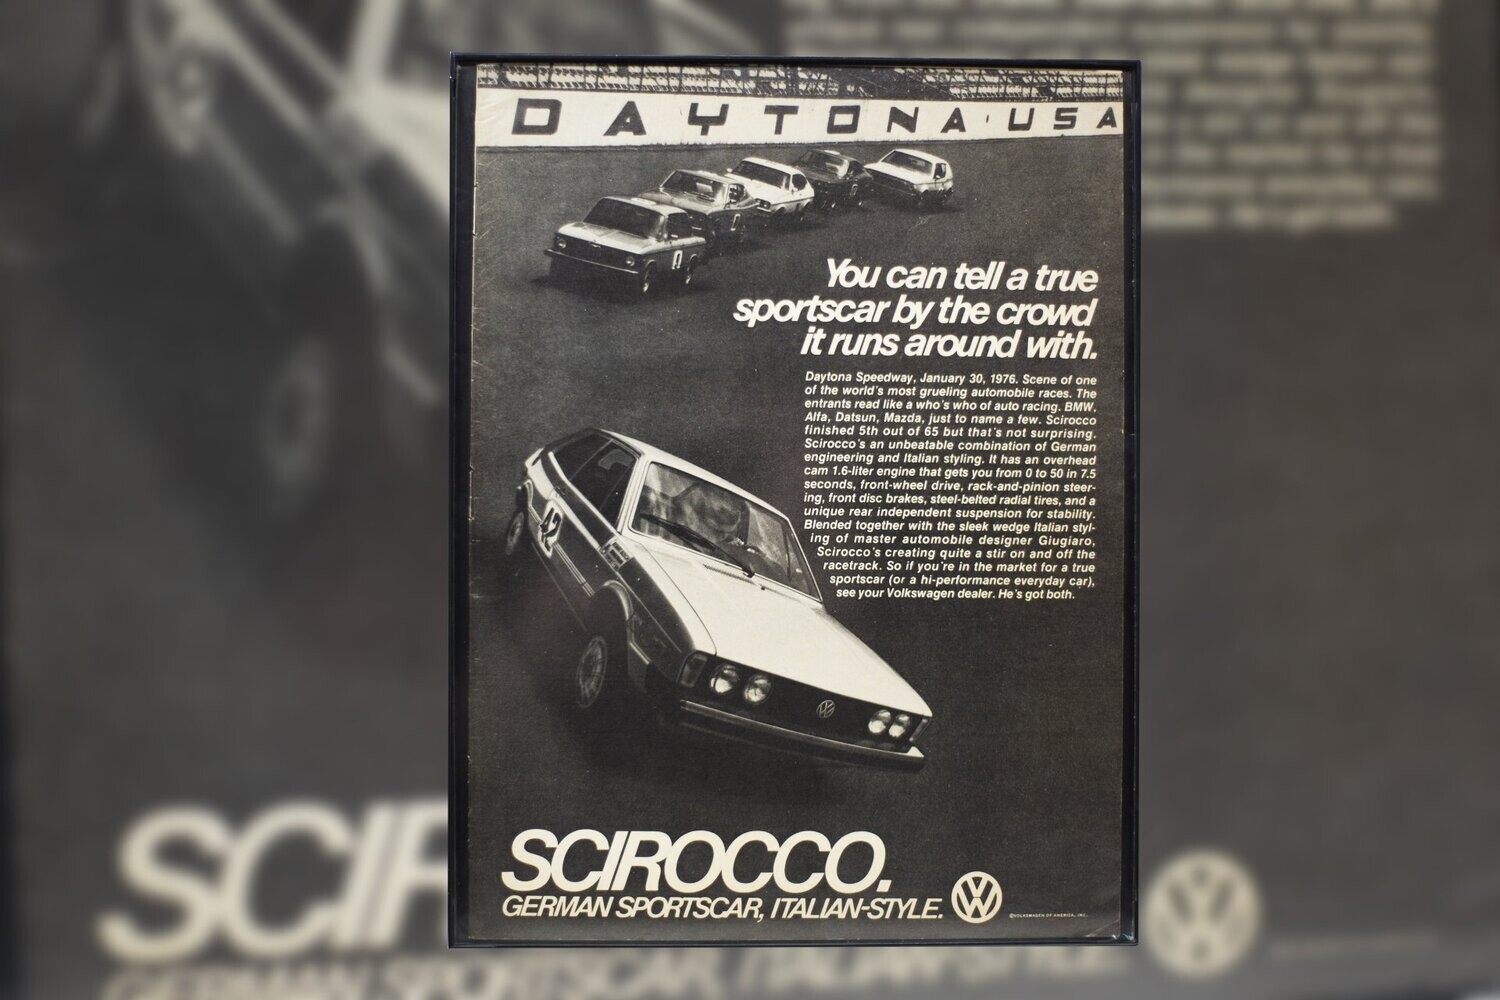 DAYTONA USA
You can tell a true
sportscar by the crowd
it runs around with.
Daytona Speedway, January 30, 1976. Scene of one
of the world's most grueling automobile races. The
entrants read like a who's who of auto racing. BMW,
Alfa, Datsun, Mazda, just to name a few. Scirocco
finished 5th out of 65 but that's not surprising.
Scirocco's an unbeatable combination of German
engineering and Italian styling. It has an overhead
cam 1.6-liter engine that gets you from 0 to 50 in 7.5
seconds, front-wheel drive, rack-and-pinion steer-
ing, front disc brakes, steel-belted radial tires, and a
unique rear independent suspension for stability.
Blended together with the sleek wedge Italian styl-
ing of master automobile designer Giugiaro,
Scirocco's creating quite a stir on and off the
racetrack. So if you're in the market for a true
sportscar (or a hi-performance everyday car),
see your Volkswagen dealer. He's got both.
42
SCIROCCO.
GERMAN SPORTSCAR, ITALIAN-STYLE.
©VOLKSWAGEN OF AMERICA, INC.